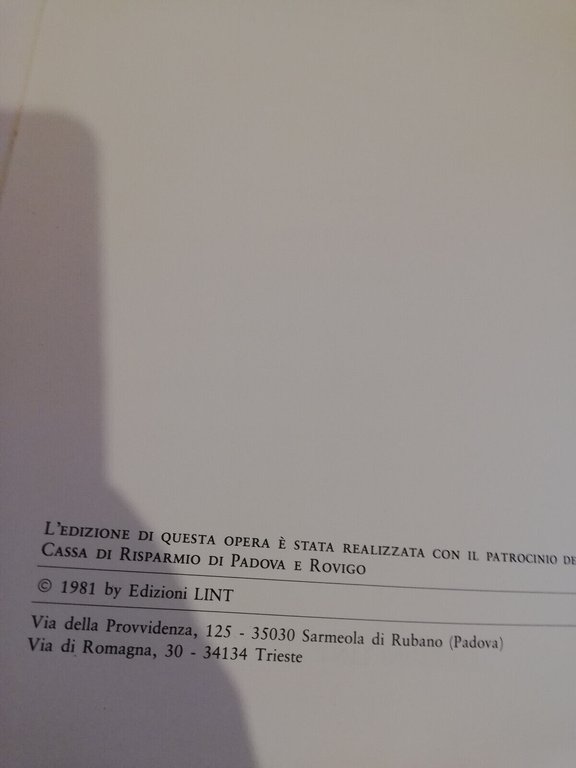 L'EDIZIONE DI QUESTA OPERA È STATA REALIZZATA CON IL PATROCINIO
CASSA DI RISPARMIO DI PADOVA E ROVIGO
© 1981 by Edizioni LINT
Via della Provvidenza, 125 - 35030 Sarmeola di Rubano (Padova)
Via di Romagna, 30 - 34134 Trieste